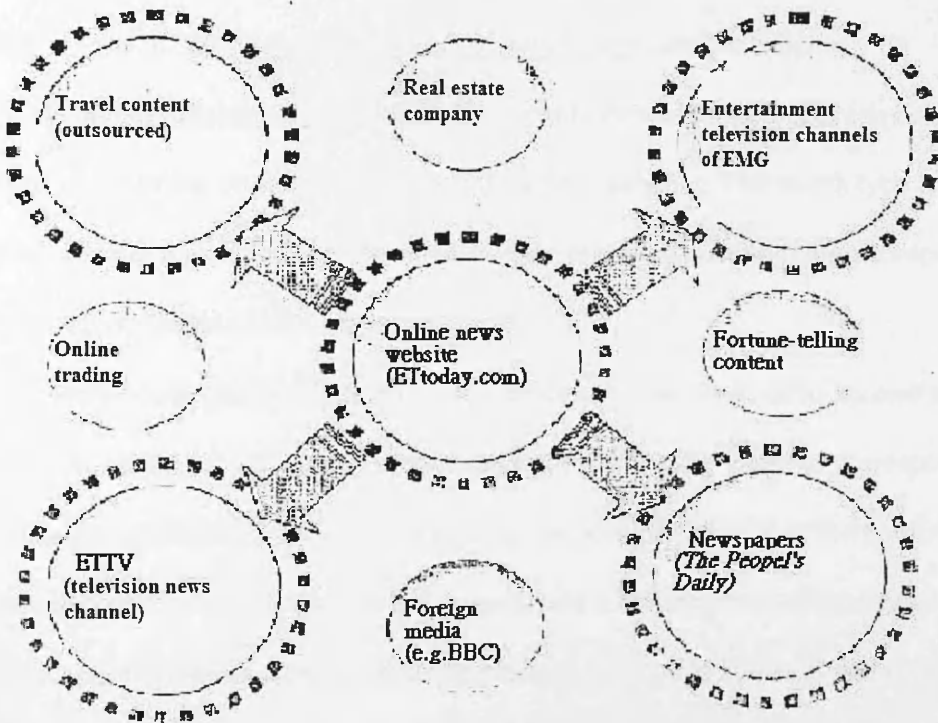 Travel content
(outsourced)
Real estate
company
Entertainment
television channels
of EMG
Online
trading
Online news
website
(ETtoday.com)
Fortune-telling
content
ETTV
(television news
channel)
Foreign
media
(e.g.BBC)
Newspapers
(The Peopel's
Daily)